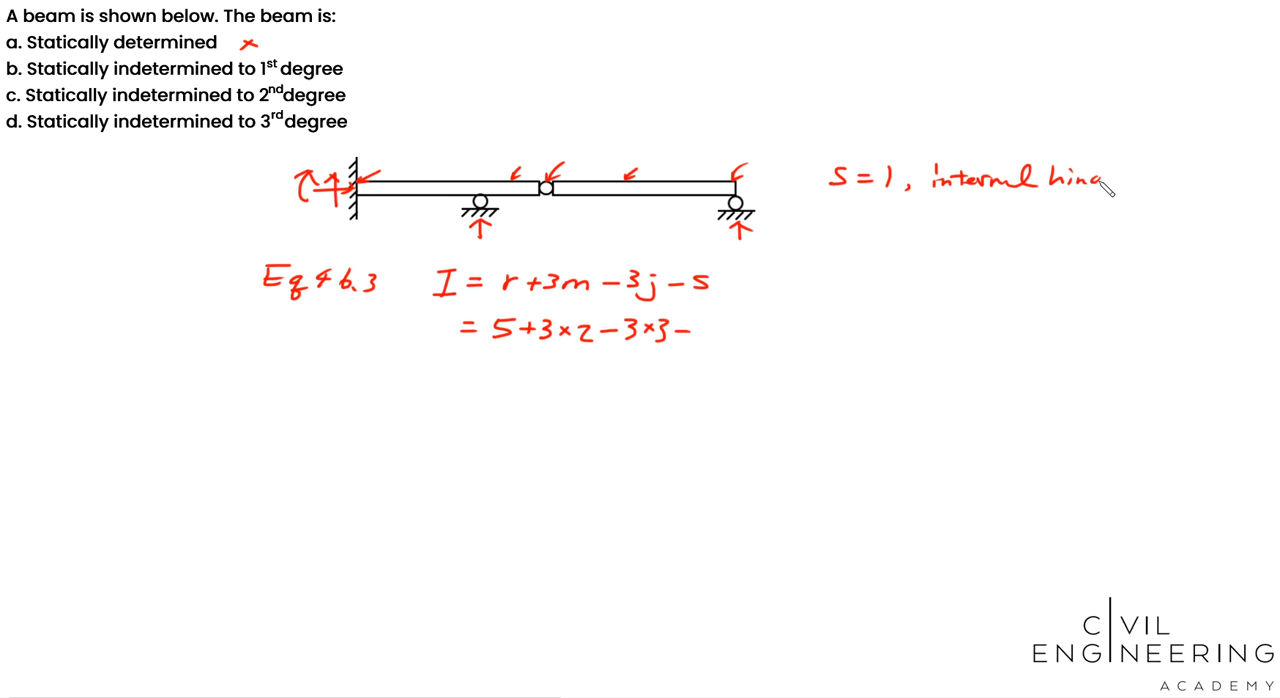 A beam is shown below. The beam is:
a. Statically determined ×
b. Statically indetermined to 1st degree
c. Statically indetermined to 2nd degree
d. Statically indetermined to 3rd degree
S = 1, internal hing
Eq 46.3 I = r + 3m - 3j - s
= 5 + 3 × 2 - 3 × 3 -
CIVIL
ENGINEERING
ACADEMY